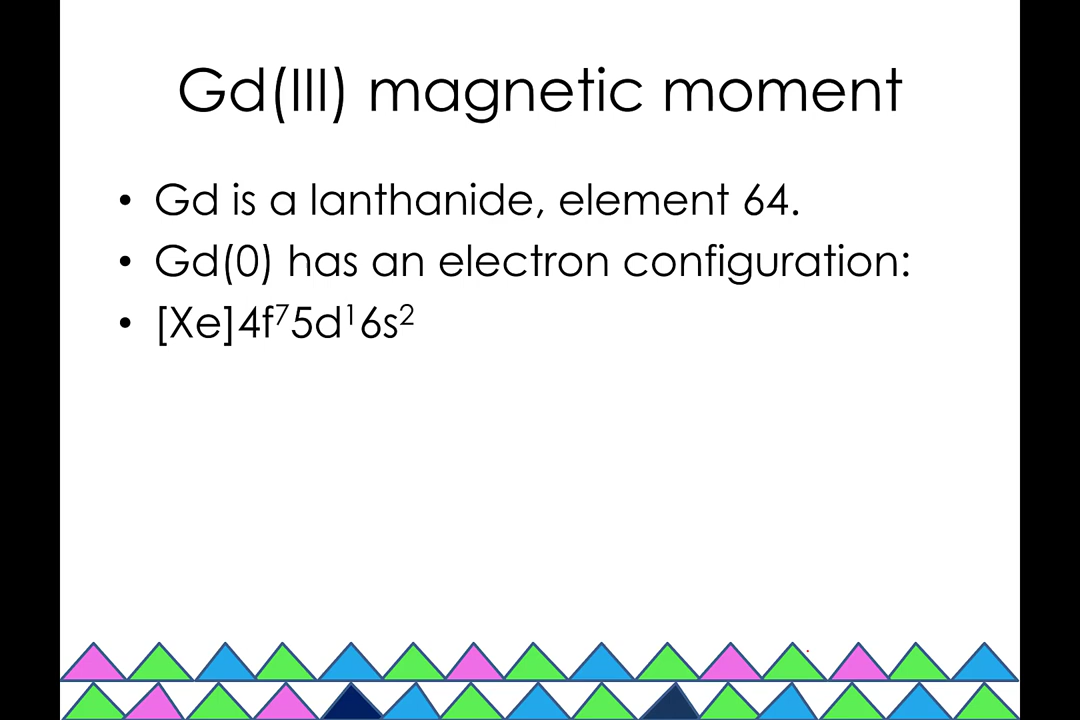 Gd(III) magnetic moment
• Gd is a lanthanide, element 64.
• Gd(0) has an electron configuration:
• [Xe]4f⁷5d¹6s²